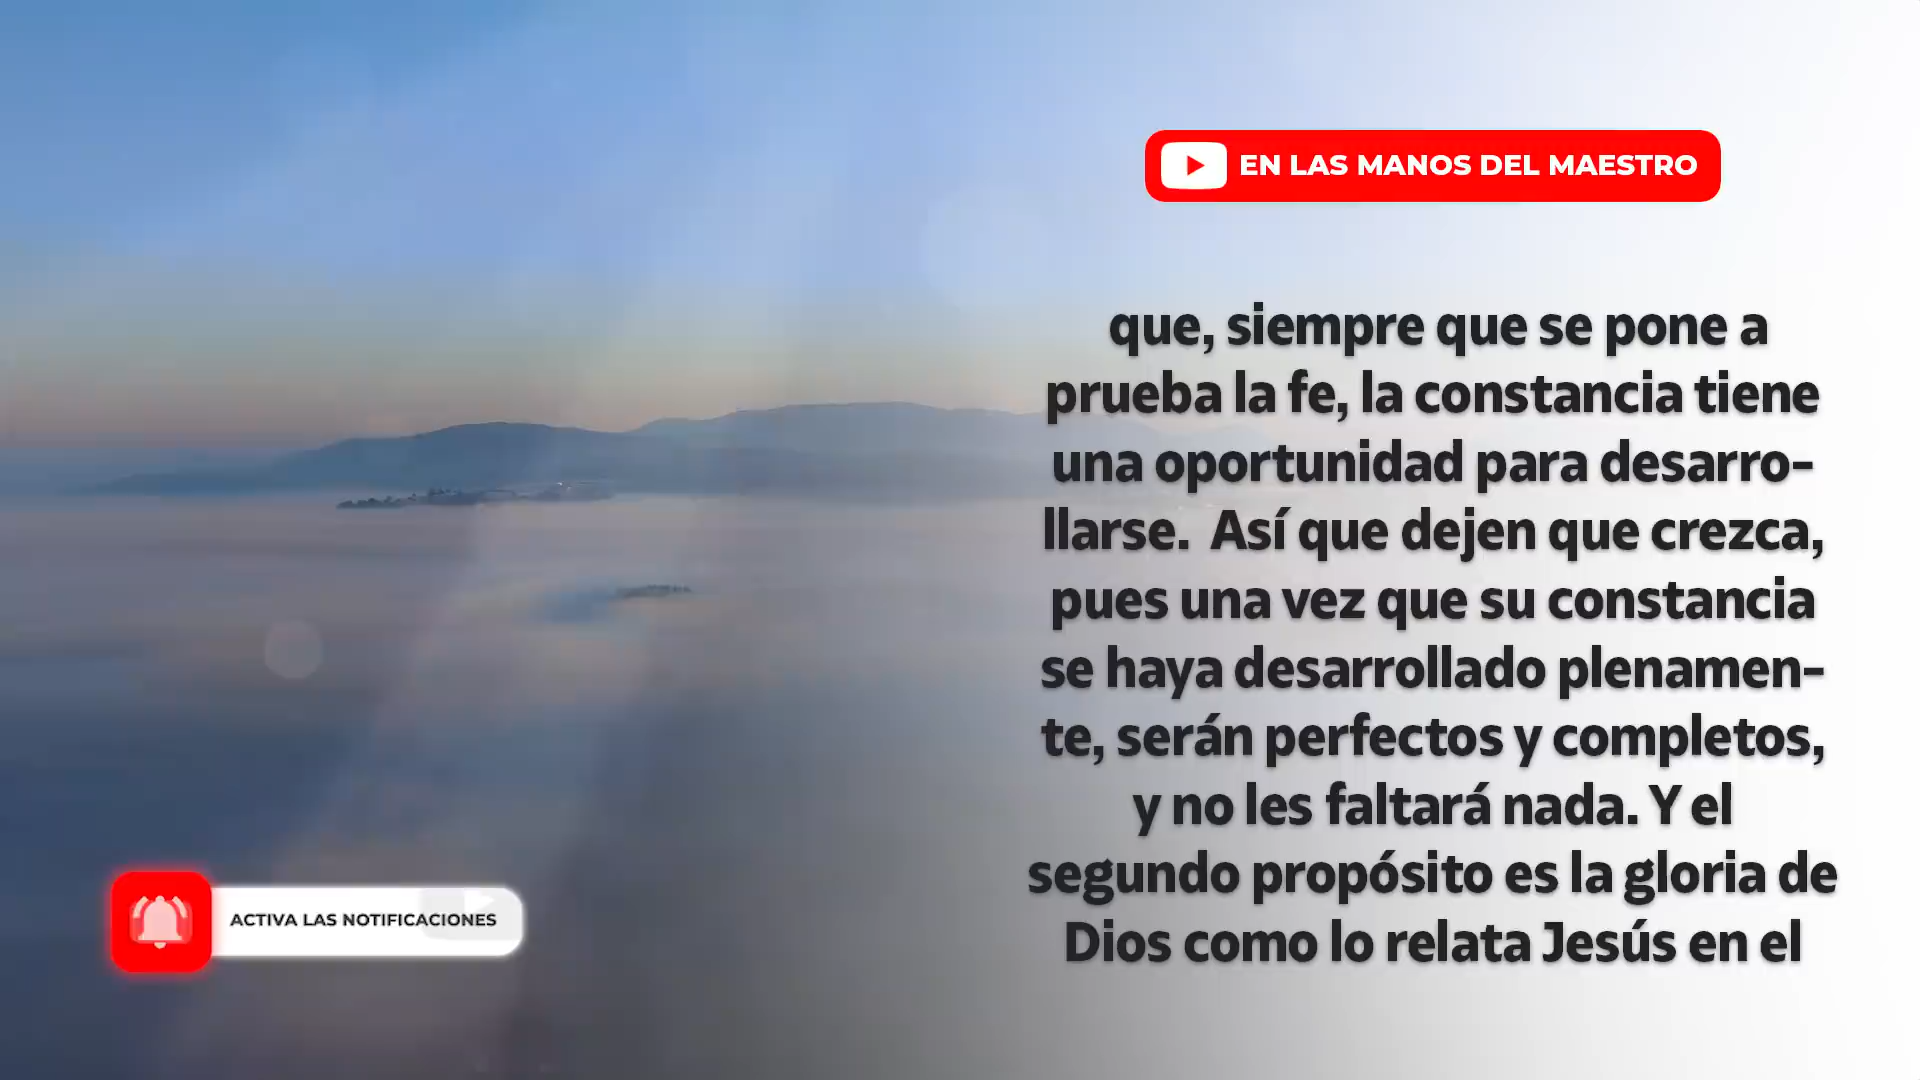 EN LAS MANOS DEL MAESTRO
que, siempre que se pone a
prueba la fe, la constancia tiene
una oportunidad para desarro-
llarse.  Así que dejen que crezca,
pues una vez que su constancia
se haya desarrollado plenamen-
te, serán perfectos y completos,
y no les faltará nada. Y el
segundo propósito es la gloria de
Dios como lo relata Jesús en el
ACTIVA LAS NOTIFICACIONES